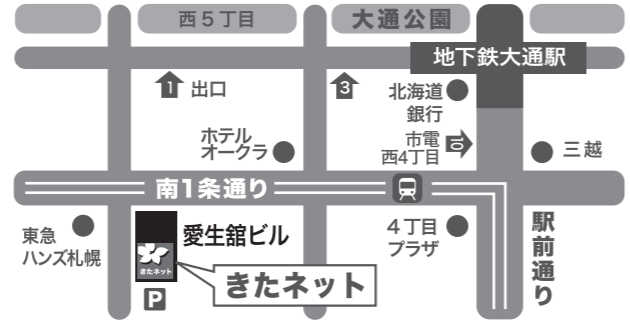 西5丁目
大通公園
地下鉄大通駅
1
出口
3
北海道
銀行
ホテル
オークラ
市電
西4丁目
10
三越
南1条通り
東急
ハンズ札幌
愛生舘ビル
きたネット
きたネット
P
4丁目
プラザ
駅前通り